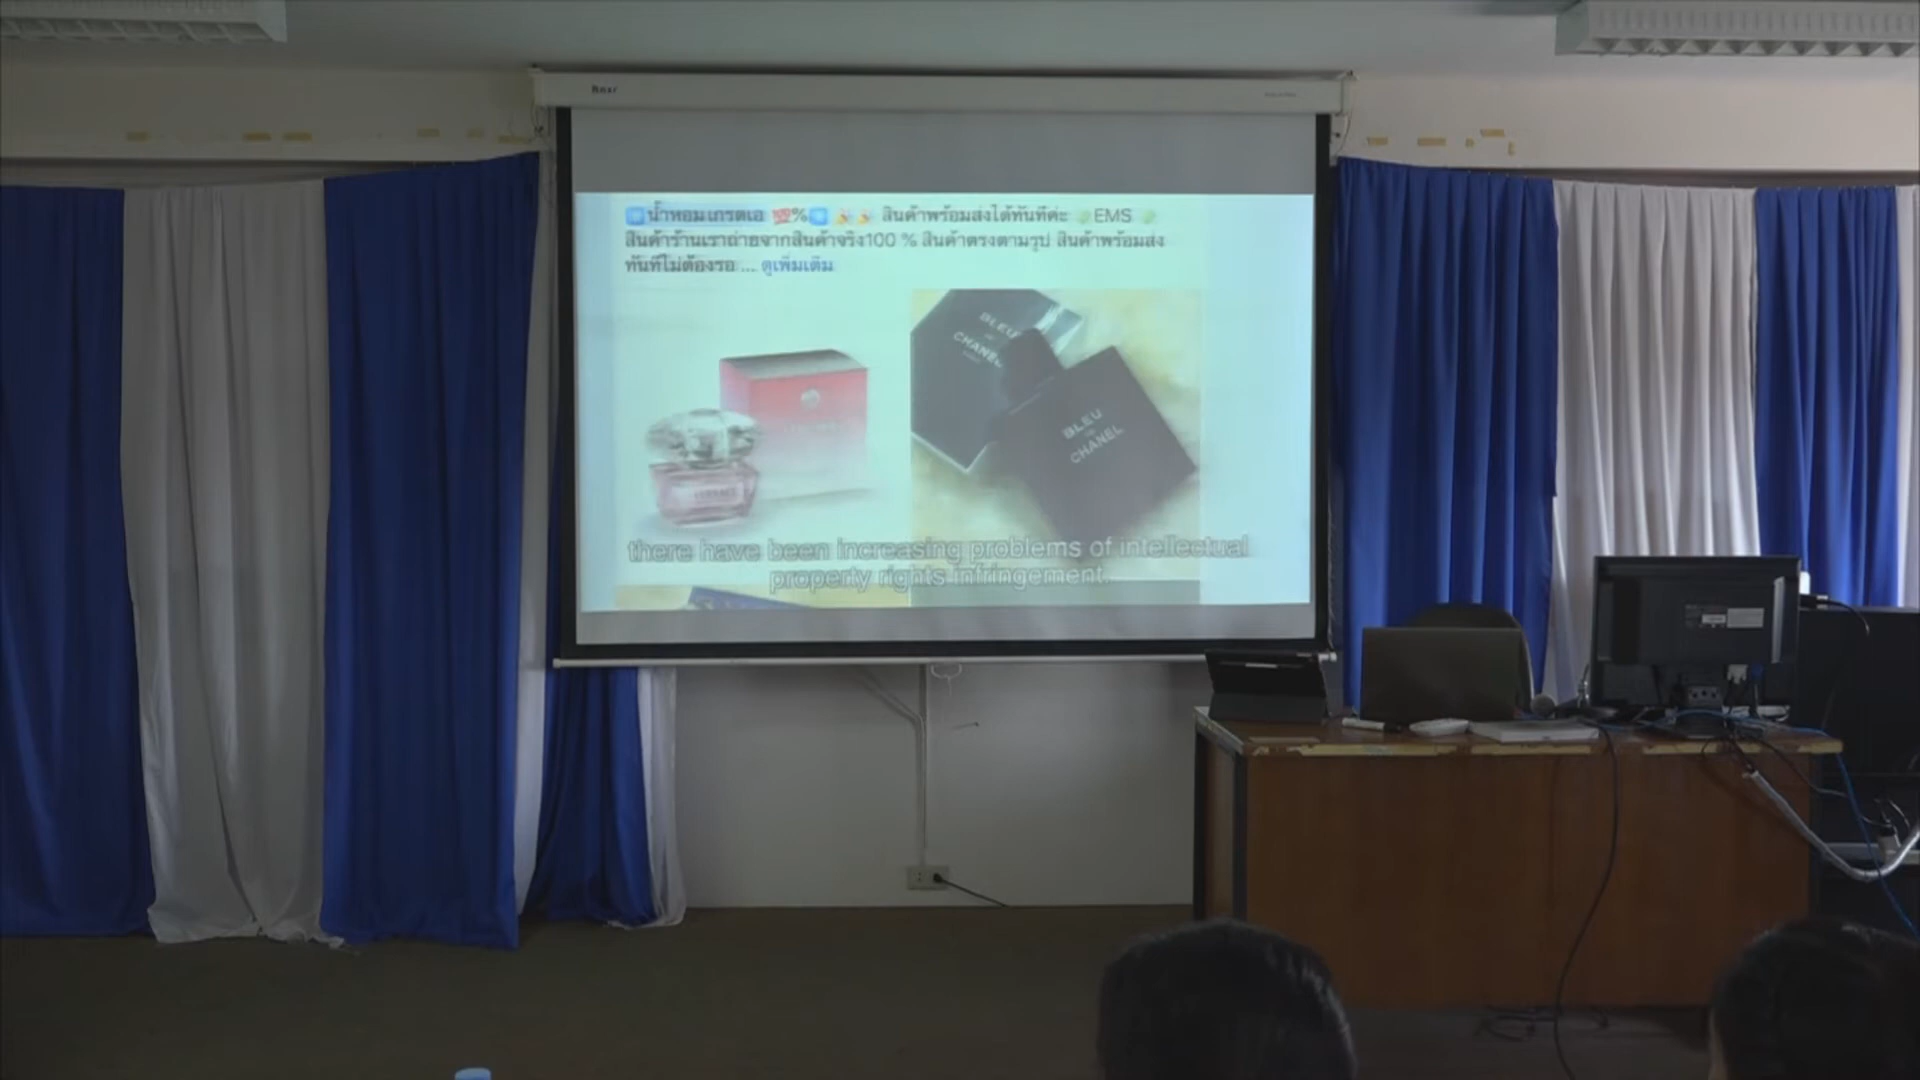 น้ำหอมเกรดเอ 💯% 🎉🎉 สินค้าพร้อมส่งได้ทันทีค่ะ EMS
สินค้าร้านเราถ่ายจากสินค้าจริง100 % สินค้าตรงตามรูป สินค้าพร้อมส่ง
ทันทีไม่ต้องรอ ... ดูเพิ่มเติม
BLEU
DE
CHANEL
BLEU
DE
CHANEL
VERSACE
there have been increasing problems of intellectual
property rights infringement.